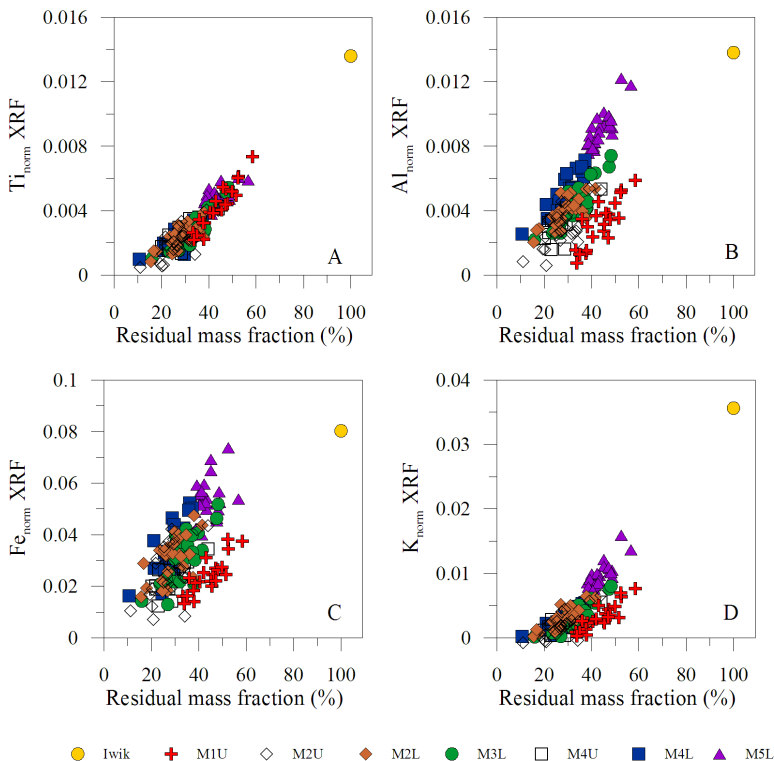 0.016
0.012
0.008
0.004
0
0 20 40 60 80 100
Residual mass fraction (%)
Tinorm XRF
A
0.016
0.012
0.008
0.004
0
0 20 40 60 80 100
Residual mass fraction (%)
Alnorm XRF
B
0.1
0.08
0.06
0.04
0.02
0
0 20 40 60 80 100
Residual mass fraction (%)
Fenorm XRF
C
0.04
0.03
0.02
0.01
0
0 20 40 60 80 100
Residual mass fraction (%)
Knorm XRF
D
Iwik M1U M2U M2L M3L M4U M4L M5L